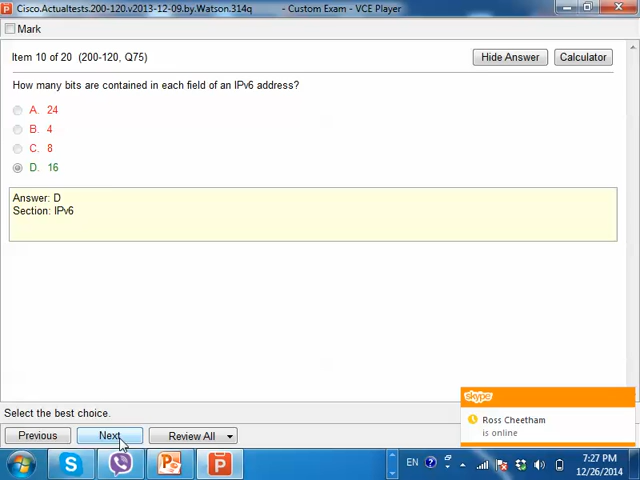 Cisco.Actualtests.200-120.v2013-12-09.by.Watson.314q - Custom Exam - VCE Player
Mark
Item 10 of 20 (200-120, Q75)
Hide Answer
Calculator
How many bits are contained in each field of an IPv6 address?
A. 24
B. 4
C. 8
D. 16
Answer: D
Section: IPv6
Select the best choice.
Previous
Next
Review All
skype
Ross Cheetham
is online
EN
7:27 PM
12/26/2014